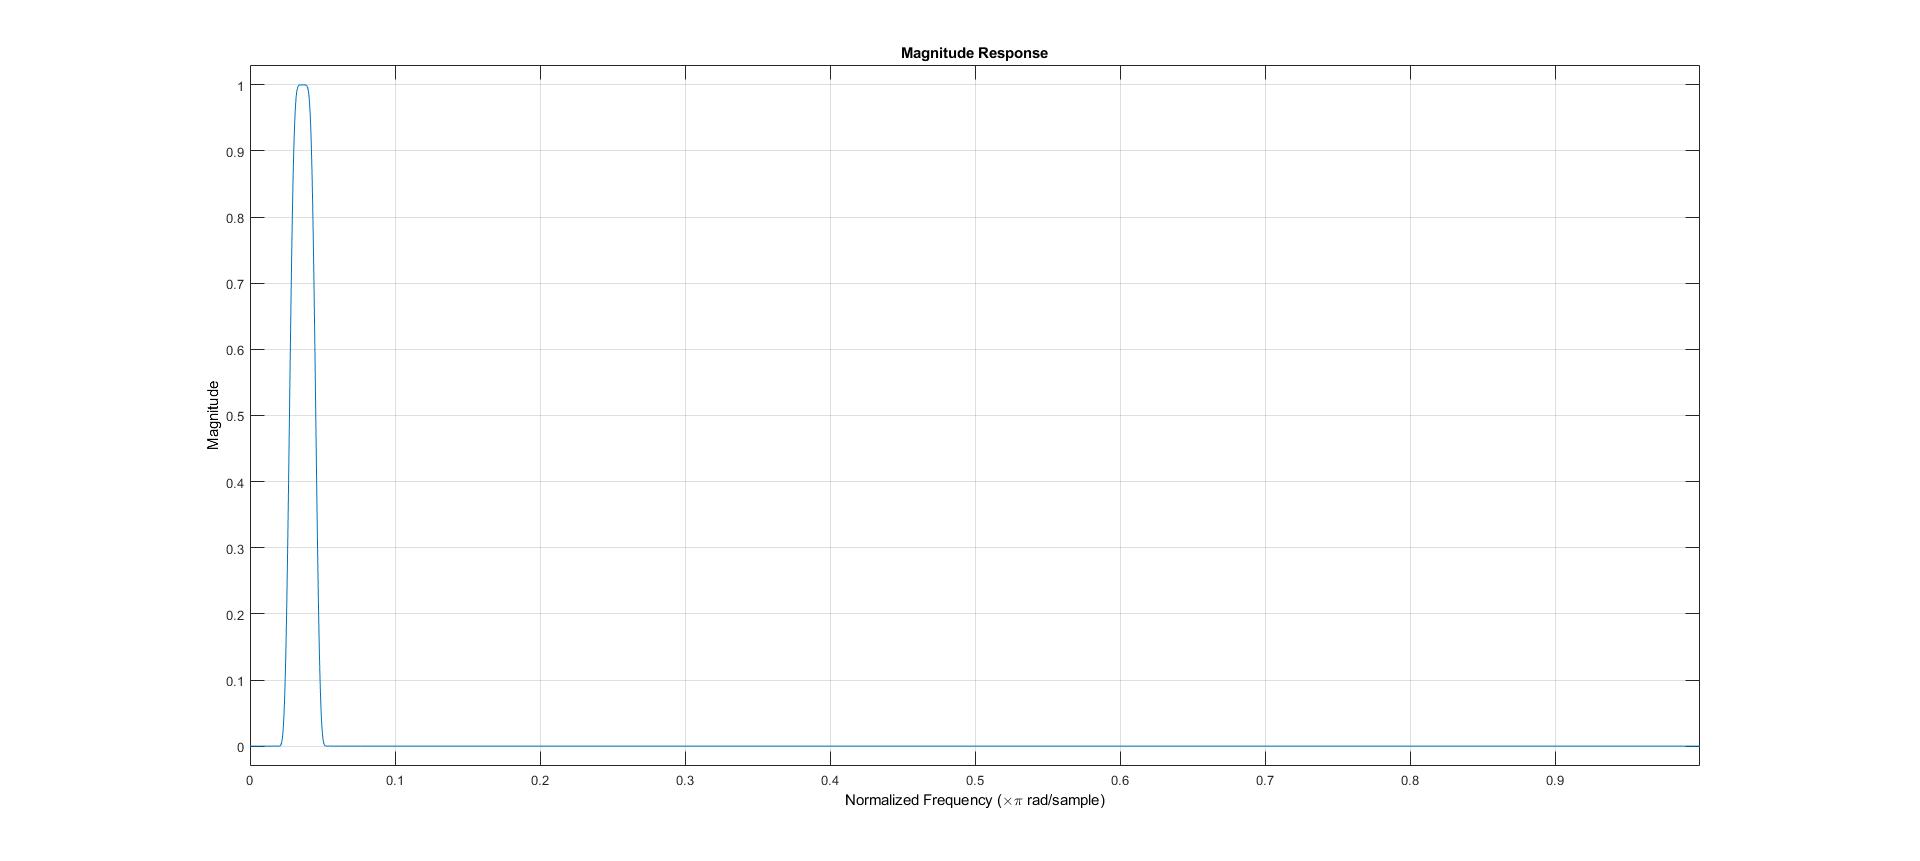 Magnitude Response
1
0.9
0.8
0.7
0.6
0.5
0.4
0.3
0.2
0.1
0
Magnitude
0 0.1 0.2 0.3 0.4 0.5 0.6 0.7 0.8 0.9
Normalized Frequency (×π rad/sample)